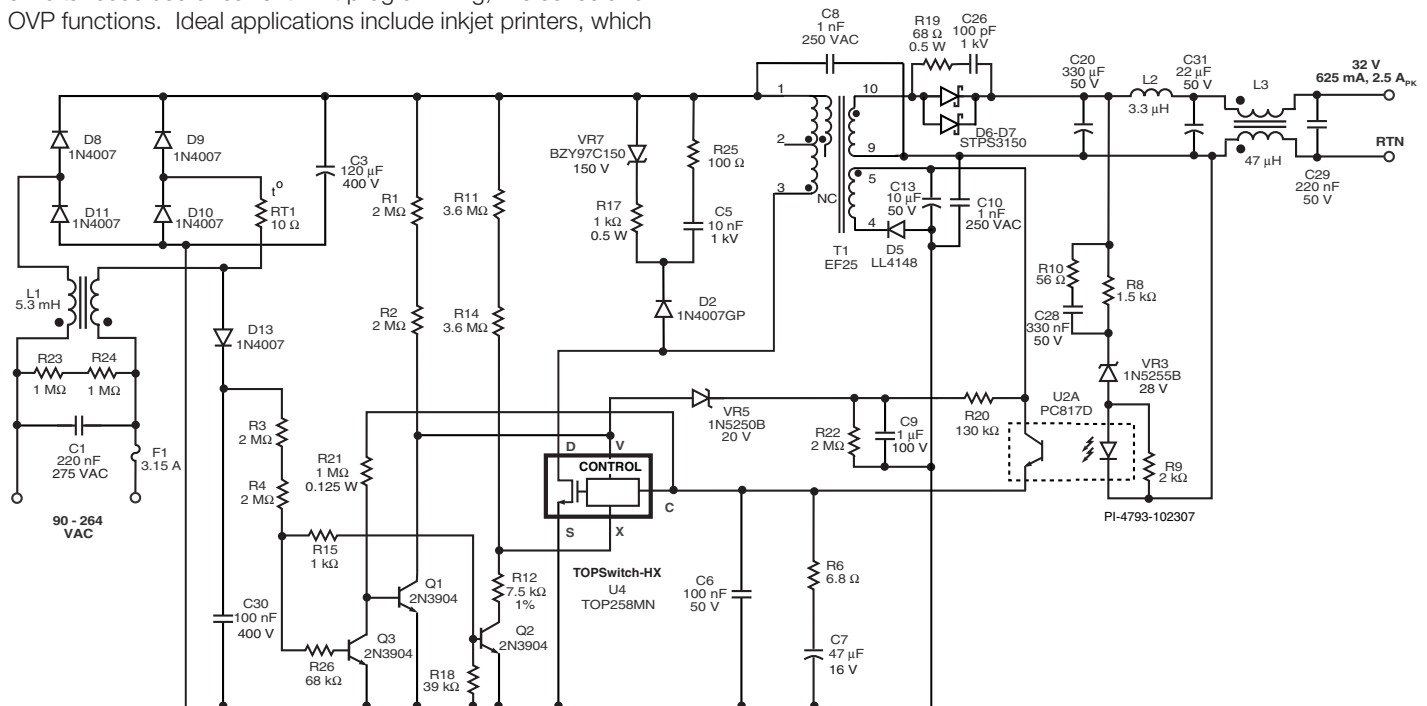 OVP functions. Ideal applications include inkjet printers, which
C8
1 nF
250 VAC
R19
68 Ω
0.5 W
C26
100 pF
1 kV
C20
330 μF
50 V
C31
22 μF
50 V
L2
3.3 μH
L3
47 μH
32 V
625 mA, 2.5 APK
RTN
C29
220 nF
50 V
D8
1N4007
D9
1N4007
D11
1N4007
D10
1N4007
C3
120 μF
400 V
t°
RT1
10 Ω
R1
2 MΩ
R11
3.6 MΩ
VR7
BZY97C150
150 V
R25
100 Ω
R17
1 kΩ
0.5 W
C5
10 nF
1 kV
1
2
3
NC
10
9
5
4
D6-D7
STPS3150
C13
10 μF
50 V
C10
1 nF
250 VAC
T1
EF25
D5
LL4148
L1
5.3 mH
D13
1N4007
R2
2 MΩ
R14
3.6 MΩ
D2
1N4007GP
R10
56 Ω
R8
1.5 kΩ
C28
330 nF
50 V
R23
1 MΩ
R24
1 MΩ
C1
220 nF
275 VAC
F1
3.15 A
90 - 264
VAC
R3
2 MΩ
R4
2 MΩ
R21
1 MΩ
0.125 W
VR5
1N5250B
20 V
R22
2 MΩ
C9
1 μF
100 V
R20
130 kΩ
U2A
PC817D
VR3
1N5255B
28 V
R9
2 kΩ
PI-4793-102307
D
V
CONTROL
C
S
X
TOPSwitch-HX
U4
TOP258MN
R15
1 kΩ
R12
7.5 kΩ
1%
C6
100 nF
50 V
R6
6.8 Ω
C7
47 μF
16 V
C30
100 nF
400 V
Q1
2N3904
Q3
2N3904
Q2
2N3904
R26
68 kΩ
R18
39 kΩ